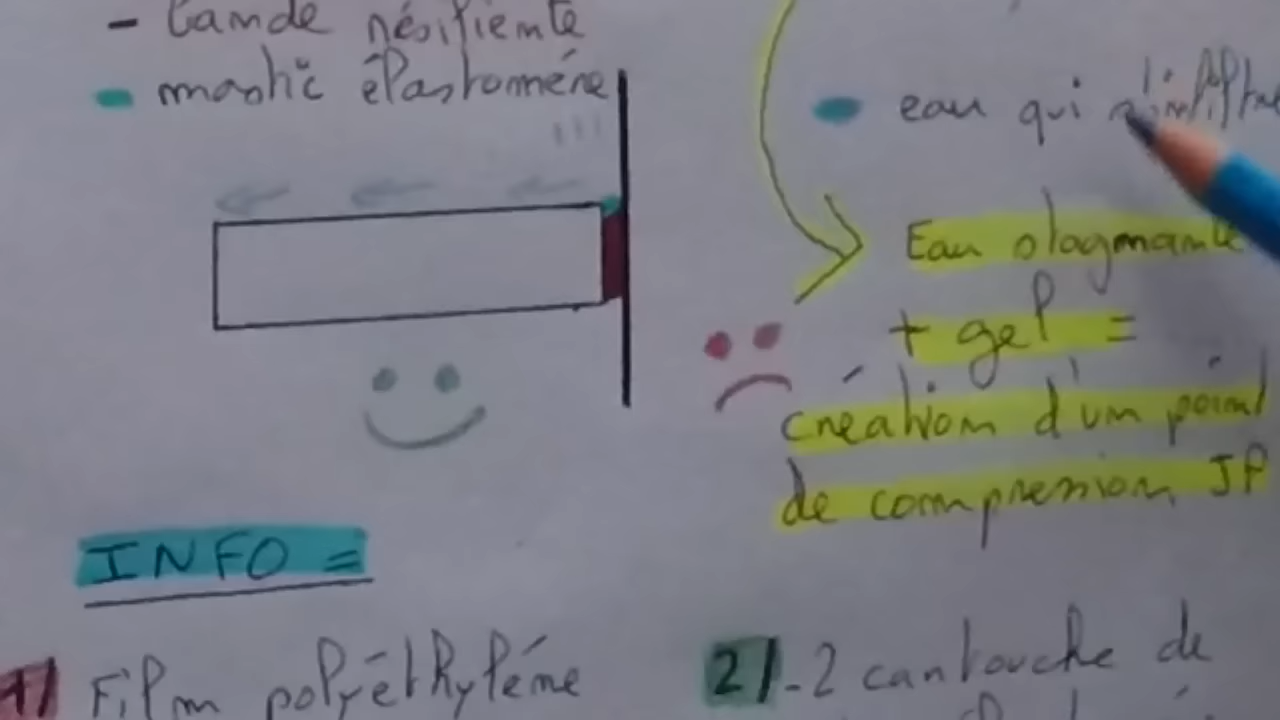 - bande résiliente
mastic élastomère
eau qui s'infiltre
Eau stagnante
+ gel =
création d'un point
de compression JP
INFO =
1/ Film polyéthylène
2/ - 2 cartouche de